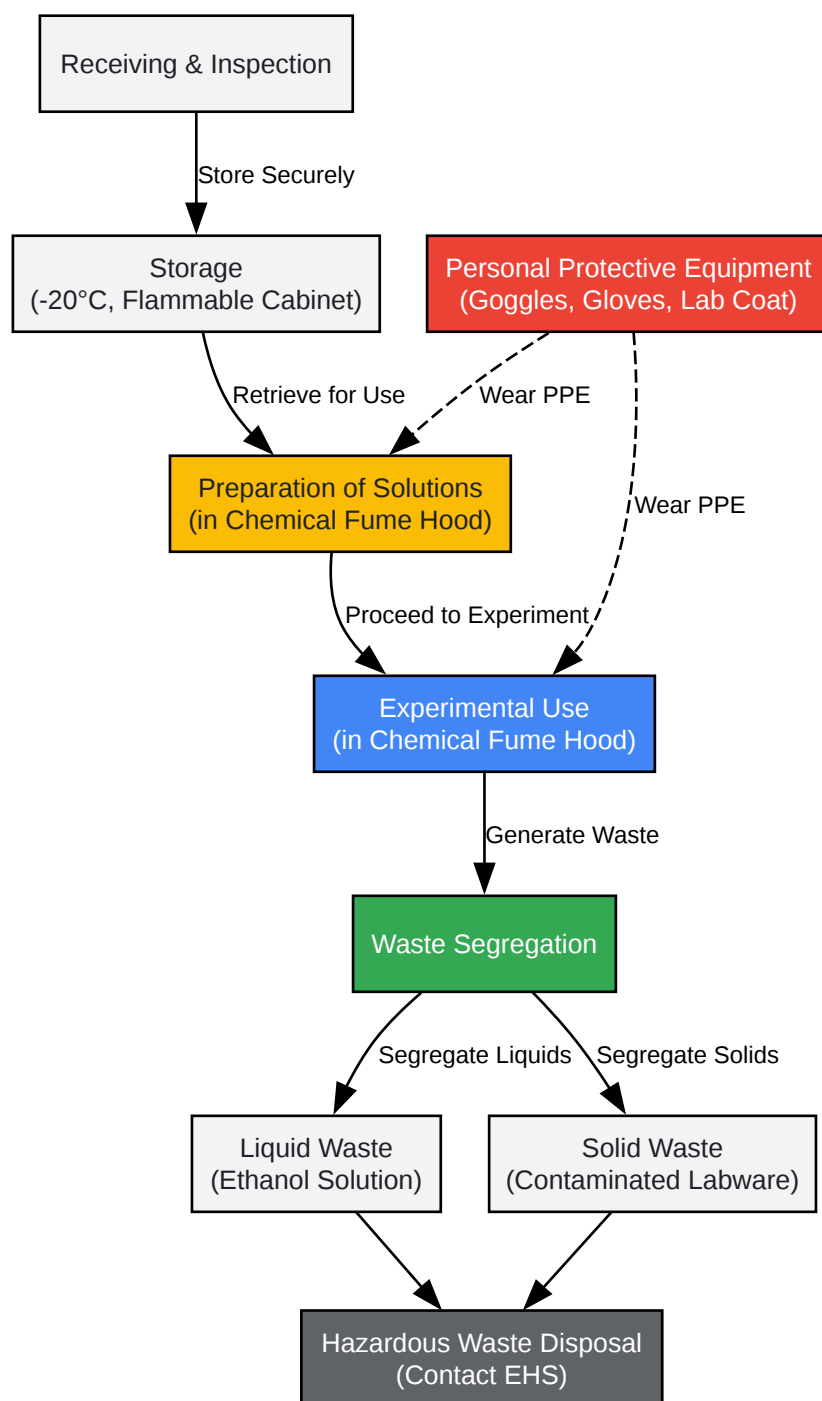 Receiving & Inspection
Store Securely
Storage
(-20°C, Flammable Cabinet)
Personal Protective Equipment
(Goggles, Gloves, Lab Coat)
Retrieve for Use
Wear PPE
Preparation of Solutions
(in Chemical Fume Hood)
Wear PPE
Proceed to Experiment
Experimental Use
(in Chemical Fume Hood)
Generate Waste
Waste Segregation
Segregate Liquids
Segregate Solids
Liquid Waste
(Ethanol Solution)
Solid Waste
(Contaminated Labware)
Hazardous Waste Disposal
(Contact EHS)